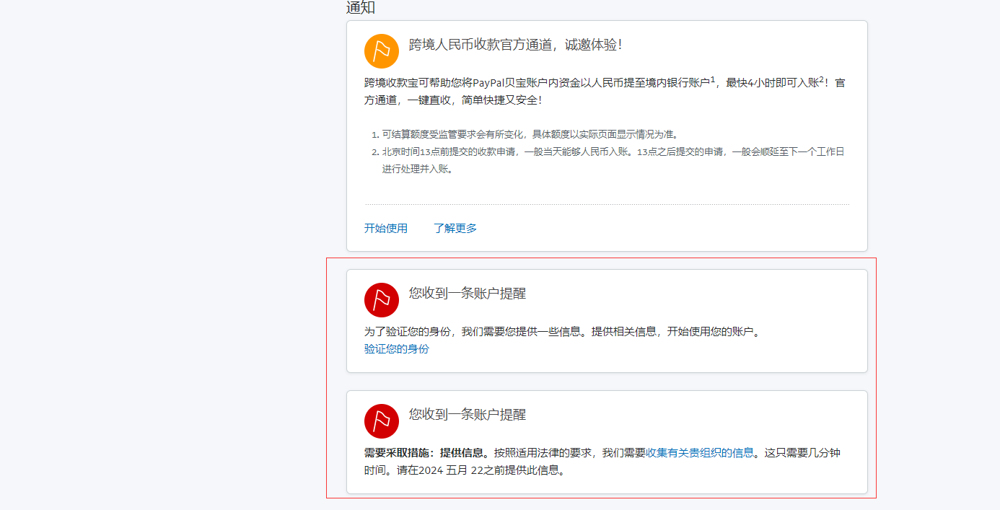 通知
跨境人民币收款官方通道，诚邀体验！
跨境收款宝可帮助您将PayPal贝宝账户内资金以人民币提至境内银行账户1，最快4小时即可入账2！官
方通道，一键直收，简单快捷又安全！
1. 可结算额度受监管要求会有所变化，具体额度以实际页面显示情况为准。
2. 北京时间13点前提交的收款申请，一般当天能够人民币入账。13点之后提交的申请，一般会顺延至下一个工作日
进行处理并入账。
开始使用 了解更多
您收到一条账户提醒
为了验证您的身份，我们需要您提供一些信息。提供相关信息，开始使用您的账户。
验证您的身份
您收到一条账户提醒
需要采取措施：提供信息。按照适用法律的要求，我们需要收集有关贵组织的信息。这只需要几分钟
时间。请在2024 五月 22之前提供此信息。